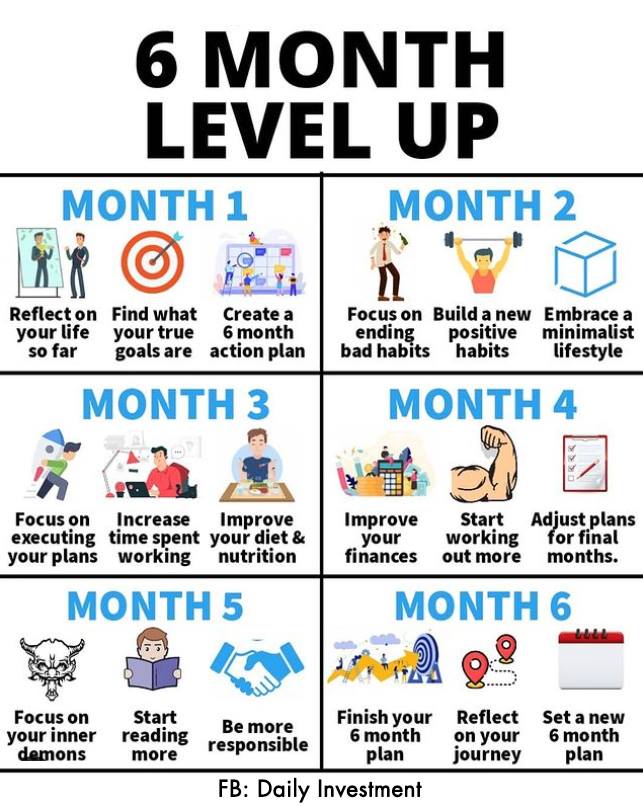 6 MONTH
LEVEL UP
MONTH 1
Reflect on
your life
so far
Find what
your true
goals are
Create a
6 month
action plan
MONTH 2
Focus on
ending
bad habits
Build a new
positive
habits
Embrace a
minimalist
lifestyle
MONTH 3
Focus on
executing
your plans
Increase
time spent
working
Improve
your diet &
nutrition
MONTH 4
Improve
your
finances
Start
working
out more
Adjust plans
for final
months.
MONTH 5
Focus on
your inner
demons
Start
reading
more
Be more
responsible
MONTH 6
Finish your
6 month
plan
Reflect
on your
journey
Set a new
6 month
plan
FB: Daily Investment